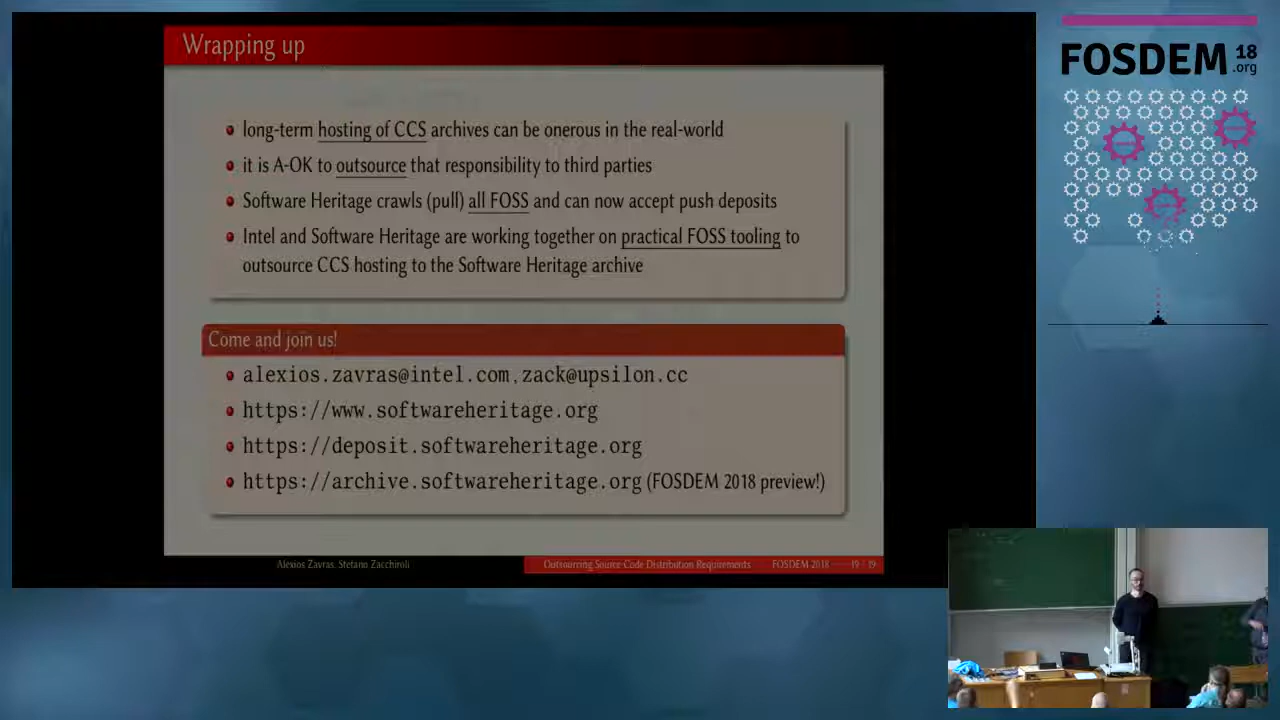 Wrapping up
long-term hosting of CCS archives can be onerous in the real-world
it is A-OK to outsource that responsibility to third parties
Software Heritage crawls (pull) all FOSS and can now accept push deposits
Intel and Software Heritage are working together on practical FOSS tooling to
outsource CCS hosting to the Software Heritage archive
Come and join us!
alexios.zavras@intel.com,zack@upsilon.cc
https://www.softwareheritage.org
https://deposit.softwareheritage.org
https://archive.softwareheritage.org (FOSDEM 2018 preview!)
Alexios Zavras, Stefano Zacchiroli
Outsourcing Source Code Distribution Requirements
FOSDEM 2018
19 / 19
FOSDEM 18
.org